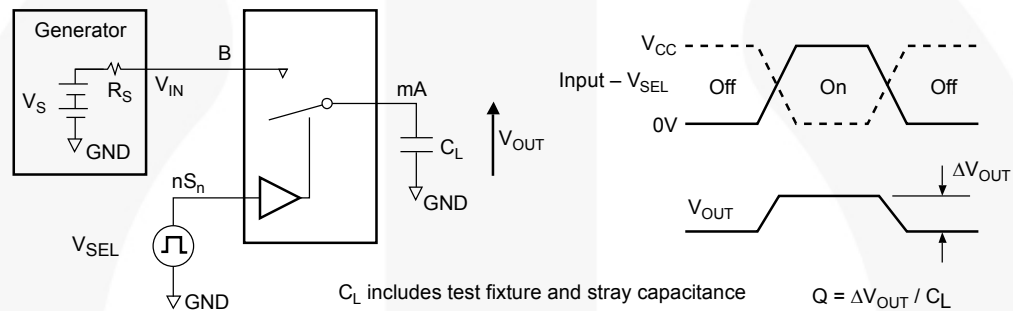 Generator
V_S
R_S
GND
V_IN
B
mA
C_L
V_OUT
GND
nS_n
V_SEL
GND
C_L includes test fixture and stray capacitance
V_CC
Input – V_SEL
0V
Off
On
Off
V_OUT
ΔV_OUT
Q = ΔV_OUT / C_L